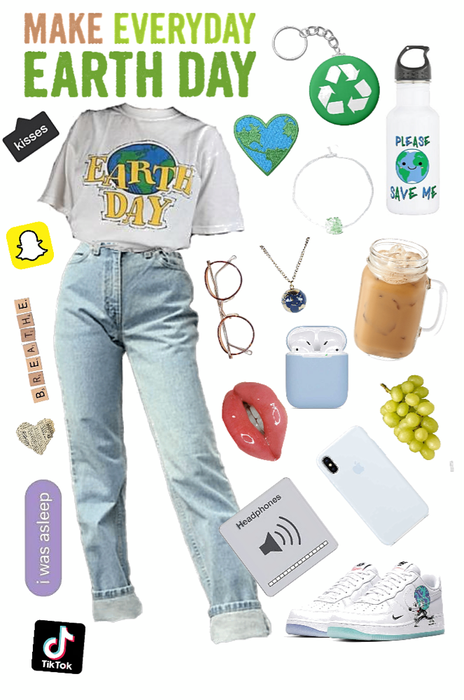 MAKE EVERYDAY
EARTH DAY
kisses
EARTH
DAY
PLEASE
SAVE ME
BREATHE
i was asleep
Headphones
TikTok